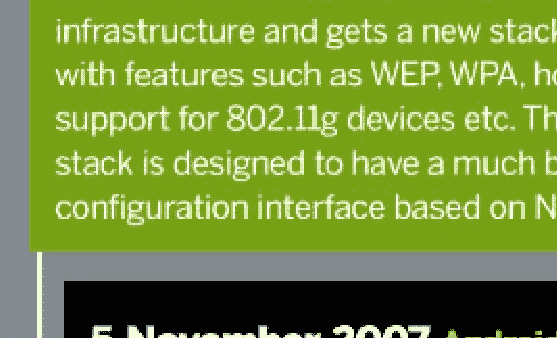 infrastructure and gets a new stack
with features such as WEP, WPA,
support for 802.11g devices etc.
stack is designed to have a much
configuration interface based on
5 November 2007 Android